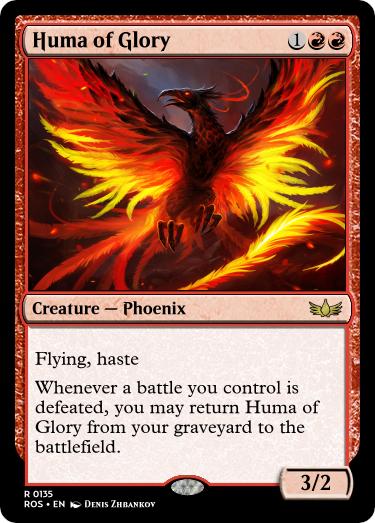 Huma of Glory 1
Creature — Phoenix
Flying, haste
Whenever a battle you control is
defeated, you may return Huma of
Glory from your graveyard to the
battlefield.
3/2
R 0135
ROS • EN Denis Zhbankov